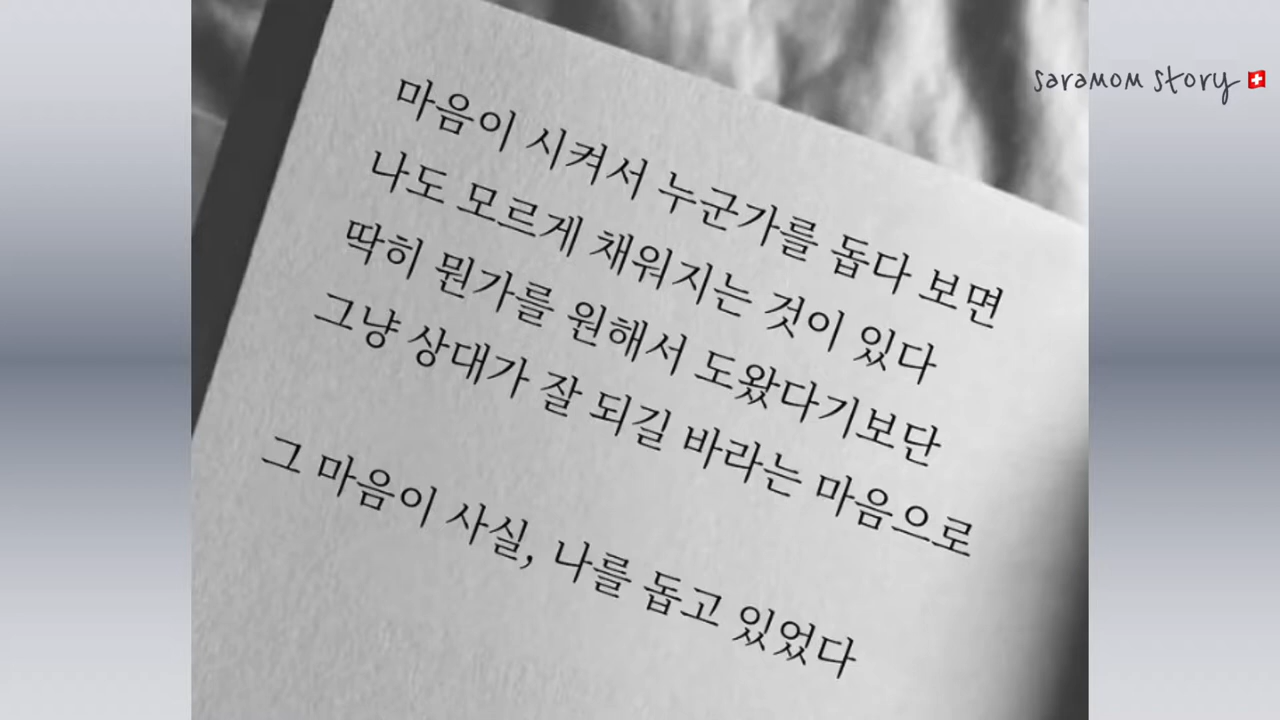 saramom story
마음이 시켜서 누군가를 돕다 보면
나도 모르게 채워지는 것이 있다
딱히 뭔가를 원해서 도왔다기보단
그냥 상대가 잘 되길 바라는 마음으로
그 마음이 사실, 나를 돕고 있었다